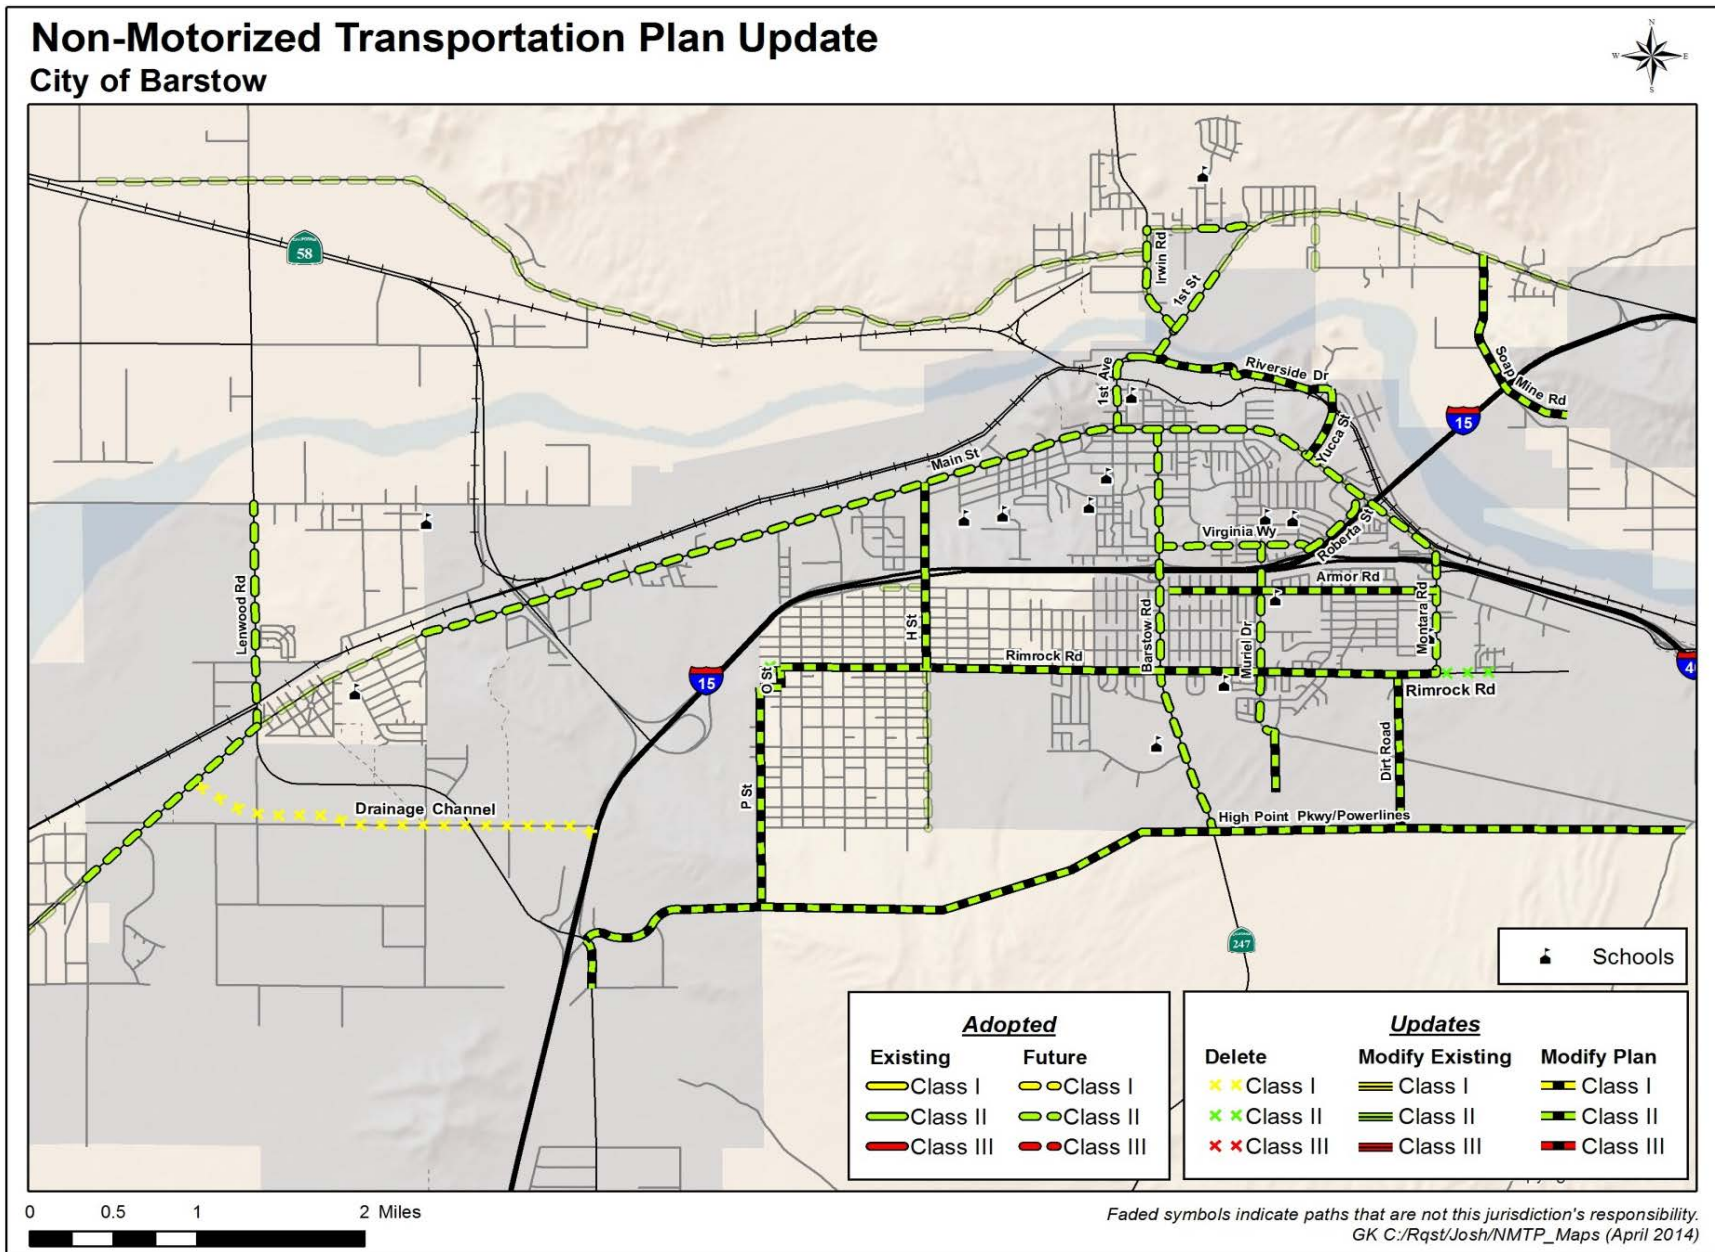 Non-Motorized Transportation Plan Update
City of Barstow
N
W E
S
CALIFORNIA
58
Irwin Rd
1st St
1st Ave
Riverside Dr
Soap Mine Rd
15
Yucca St
Main St
Virginia Wy
Roberta St
Armor Rd
Lenwood Rd
H St
Barstow Rd
Muriel Dr
Montara Rd
Rimrock Rd
O St
15
40
Rimrock Rd
Dirt Road
P St
Drainage Channel
High Point Pkwy/Powerlines
247
Schools
Adopted
Existing Future
Class I Class I
Class II Class II
Class III Class III
Updates
Delete Modify Existing Modify Plan
Class I Class I Class I
Class II Class II Class II
Class III Class III Class III
0 0.5 1 2 Miles
Faded symbols indicate paths that are not this jurisdiction's responsibility.
GK C:/Rqst/Josh/NMTP_Maps (April 2014)